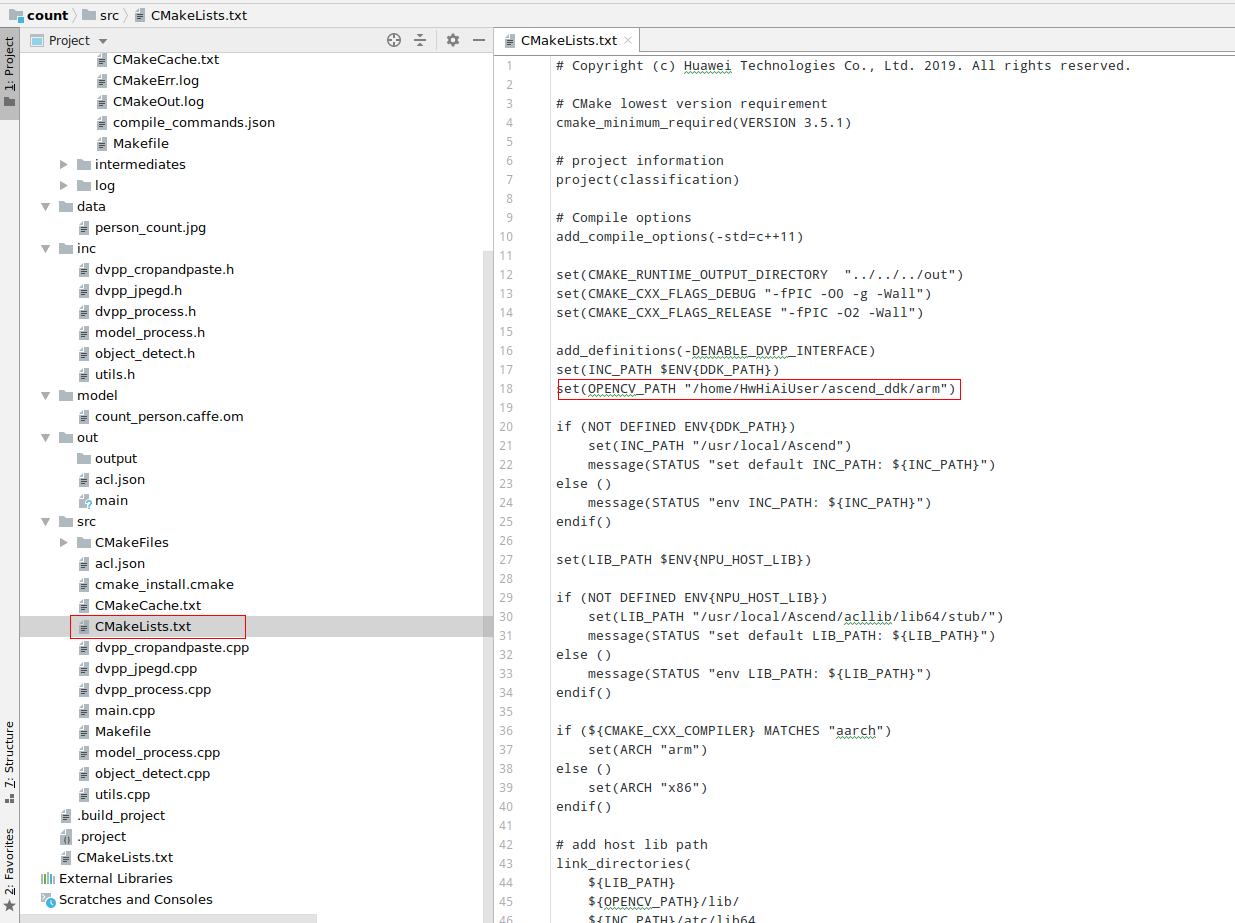 count src CMakeLists.txt
1: Project
7: Structure
2: Favorites
Project
CMakeCache.txt
CMakeErr.log
CMakeOut.log
compile_commands.json
Makefile
intermediates
log
data
person_count.jpg
inc
dvpp_cropandpaste.h
dvpp_jpegd.h
dvpp_process.h
model_process.h
object_detect.h
utils.h
model
count_person.caffe.om
out
output
acl.json
main
src
CMakeFiles
acl.json
cmake_install.cmake
CMakeCache.txt
CMakeLists.txt
dvpp_cropandpaste.cpp
dvpp_jpegd.cpp
dvpp_process.cpp
main.cpp
Makefile
model_process.cpp
object_detect.cpp
utils.cpp
.build_project
.project
CMakeLists.txt
External Libraries
Scratches and Consoles
CMakeLists.txt
1 # Copyright (c) Huawei Technologies Co., Ltd. 2019. All rights reserved.
2
3 # CMake lowest version requirement
4 cmake_minimum_required(VERSION 3.5.1)
5
6 # project information
7 project(classification)
8
9 # Compile options
10 add_compile_options(-std=c++11)
11
12 set(CMAKE_RUNTIME_OUTPUT_DIRECTORY  "../../../out")
13 set(CMAKE_CXX_FLAGS_DEBUG "-fPIC -O0 -g -Wall")
14 set(CMAKE_CXX_FLAGS_RELEASE "-fPIC -O2 -Wall")
15
16 add_definitions(-DENABLE_DVPP_INTERFACE)
17 set(INC_PATH $ENV{DDK_PATH})
18 set(OPENCV_PATH "/home/HwHiAiUser/ascend_ddk/arm")
19
20 if (NOT DEFINED ENV{DDK_PATH})
21     set(INC_PATH "/usr/local/Ascend")
22     message(STATUS "set default INC_PATH: ${INC_PATH}")
23 else ()
24     message(STATUS "env INC_PATH: ${INC_PATH}")
25 endif()
26
27 set(LIB_PATH $ENV{NPU_HOST_LIB})
28
29 if (NOT DEFINED ENV{NPU_HOST_LIB})
30     set(LIB_PATH "/usr/local/Ascend/acllib/lib64/stub/")
31     message(STATUS "set default LIB_PATH: ${LIB_PATH}")
32 else ()
33     message(STATUS "env LIB_PATH: ${LIB_PATH}")
34 endif()
35
36 if (${CMAKE_CXX_COMPILER} MATCHES "aarch")
37     set(ARCH "arm")
38 else ()
39     set(ARCH "x86")
40 endif()
41
42 # add host lib path
43 link_directories(
44     ${LIB_PATH}
45     ${OPENCV_PATH}/lib/
46     ${INC_PATH}/atc/lib64